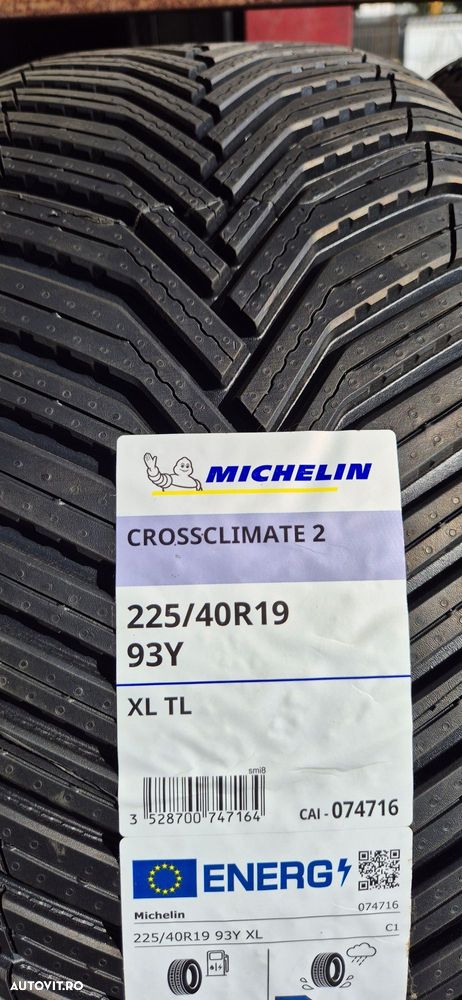 MICHELIN
CROSSCLIMATE 2
225/40R19
93Y
XL TL
smi8
3 528700 747164
CAI - 074716
ENERG
Michelin 074716
225/40R19 93Y XL C1
AUTOVIT.RO